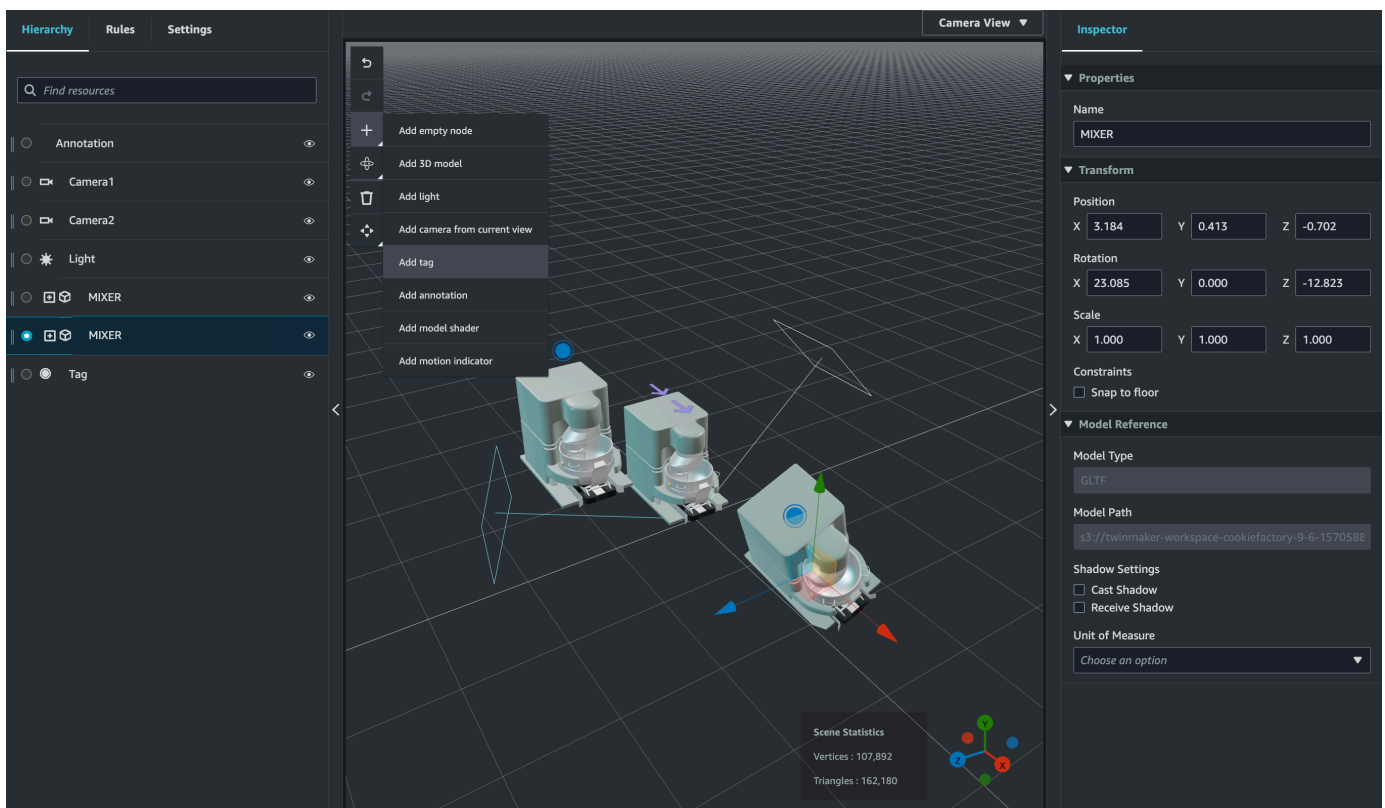 Hierarchy Rules Settings
Find resources
Annotation
Camera1
Camera2
Light
MIXER
MIXER
Tag
Camera View
Add empty node
Add 3D model
Add light
Add camera from current view
Add tag
Add annotation
Add model shader
Add motion indicator
Scene Statistics
Vertices : 107,892
Triangles : 162,180
Y
Z
X
Inspector
Properties
Name
MIXER
Transform
Position
X 3.184 Y 0.413 Z -0.702
Rotation
X 23.085 Y 0.000 Z -12.823
Scale
X 1.000 Y 1.000 Z 1.000
Constraints
Snap to floor
Model Reference
Model Type
GLTF
Model Path
s3://twinmaker-workspace-cookiefactory-9-6-1570588
Shadow Settings
Cast Shadow
Receive Shadow
Unit of Measure
Choose an option